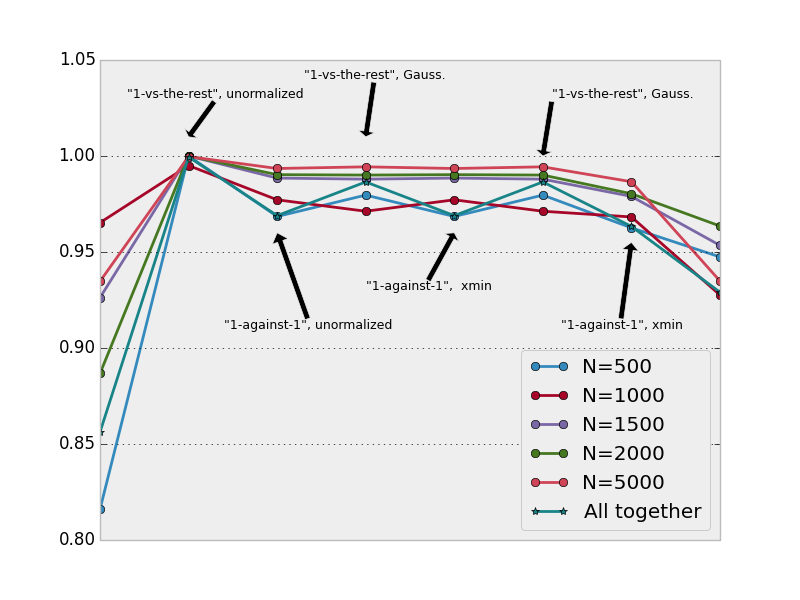 1.05
"1-vs-the-rest", Gauss.
"1-vs-the-rest", unormalized
"1-vs-the-rest", Gauss.
1.00
0.95
"1-against-1",  xmin
"1-against-1", unormalized
"1-against-1", xmin
0.90
N=500
N=1000
N=1500
0.85
N=2000
N=5000
All together
0.80